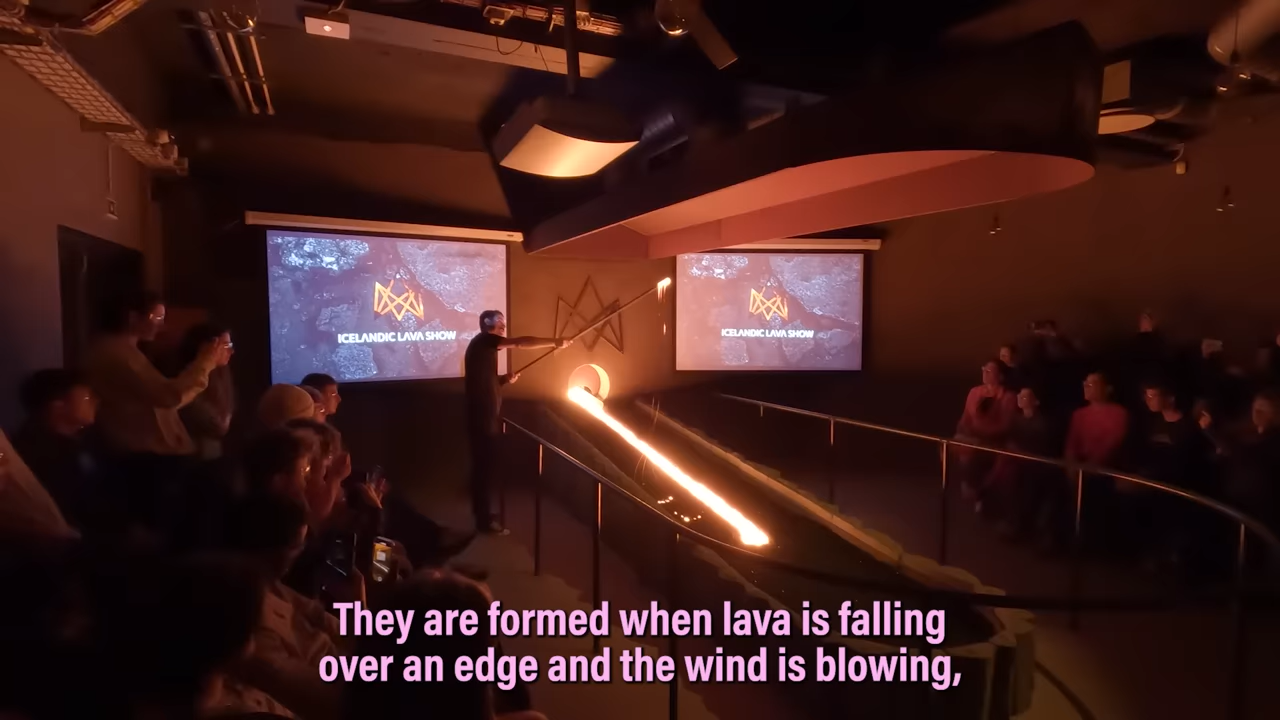 ICELANDIC LAVA SHOW
ICELANDIC LAVA SHOW
They are formed when lava is falling
over an edge and the wind is blowing,